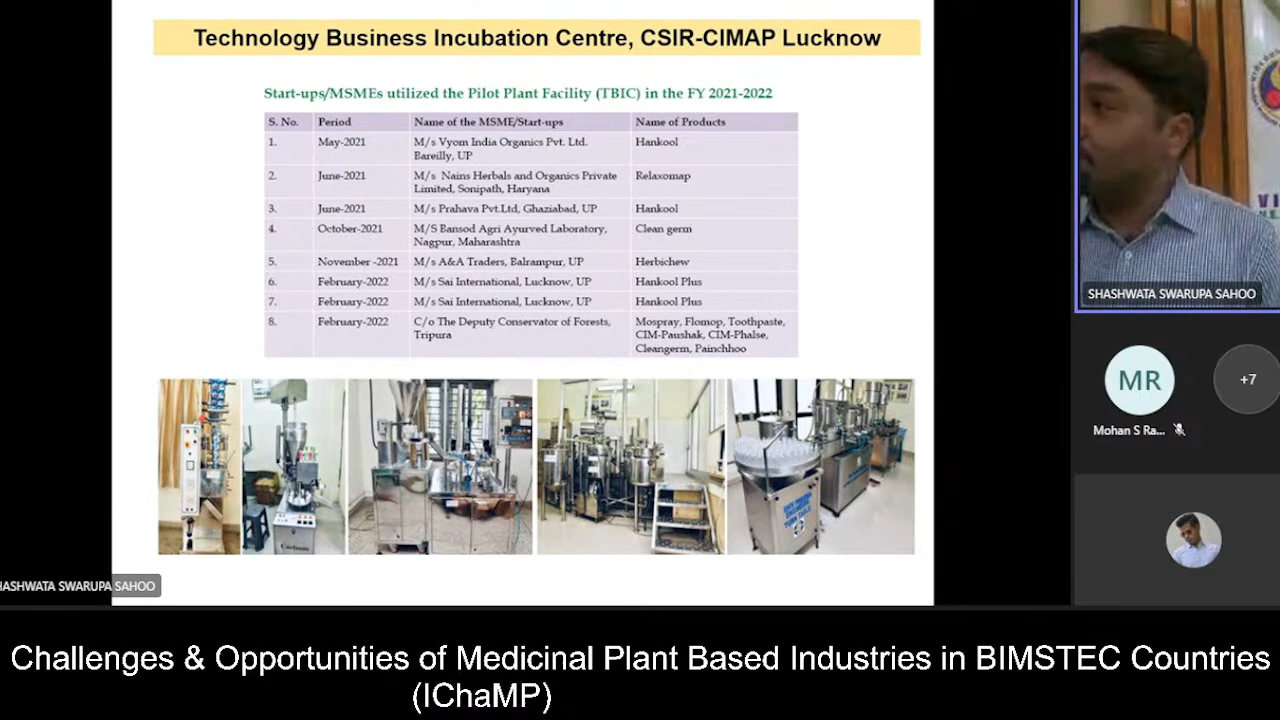 Technology Business Incubation Centre, CSIR-CIMAP Lucknow
Start-ups/MSMEs utilized the Pilot Plant Facility (TBIC) in the FY 2021-2022
S. No. Period Name of the MSME/Start-ups Name of Products
1. May-2021 M/s Vyom India Organics Pvt. Ltd. Hankool
Bareilly, UP
2. June-2021 M/s Nains Herbals and Organics Private Relaxomap
Limited, Sonipath, Haryana
3. June-2021 M/s Prahava Pvt.Ltd, Ghaziabad, UP Hankool
4. October-2021 M/S Bansod Agri Ayurved Laboratory, Clean germ
Nagpur, Maharashtra
5. November -2021 M/s A&A Traders, Balrampur, UP Herbichew
6. February-2022 M/s Sai International, Lucknow, UP Hankool Plus
7. February-2022 M/s Sai International, Lucknow, UP Hankool Plus
8. February-2022 C/o The Deputy Conservator of Forests, Mospray, Flomop, Toothpaste,
Tripura CIM-Paushak, CIM-Phalse,
Cleangerm, Painchhoo
TURN TABLE
SHASHWATA SWARUPA SAHOO
MR
+7
Mohan S Ra...
HASHWATA SWARUPA SAHOO
Challenges & Opportunities of Medicinal Plant Based Industries in BIMSTEC Countries
(IChaMP)